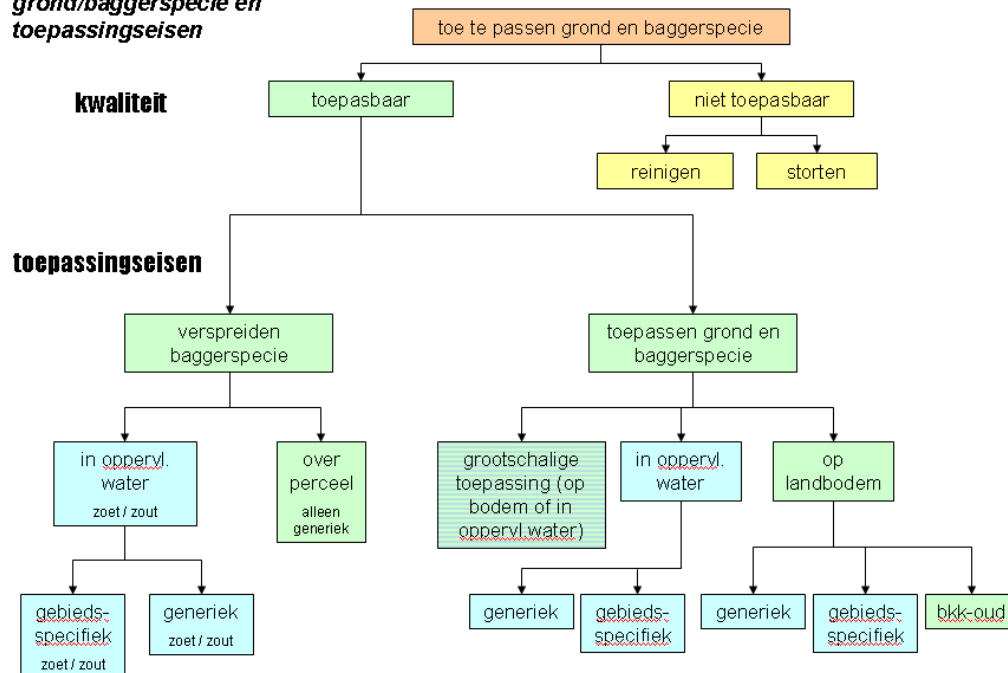 grond/baggerspecie en
toepassingseisen
toe te passen grond en baggerspecie
kwaliteit
toepasbaar
niet toepasbaar
reinigen
storten
toepassingseisen
verspreiden
baggerspecie
toepassen grond en
baggerspecie
in oppervl.
water
zoet / zout
over
perceel
alleen
generiek
grootschalige
toepassing (op
bodem of in
oppervl.water)
in oppervl.
water
op
landbodem
gebieds-
specifiek
zoet / zout
generiek
zoet / zout
generiek
gebieds-
specifiek
generiek
gebieds-
specifiek
bkk-oud